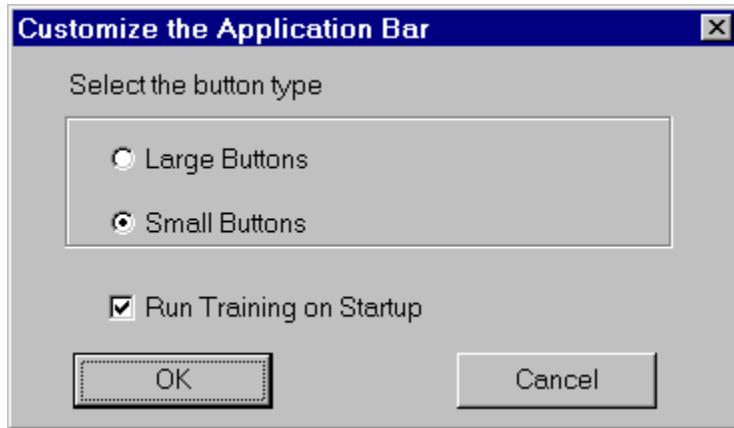 Customize the Application Bar
Select the button type
Large Buttons
Small Buttons
Run Training on Startup
OK
Cancel